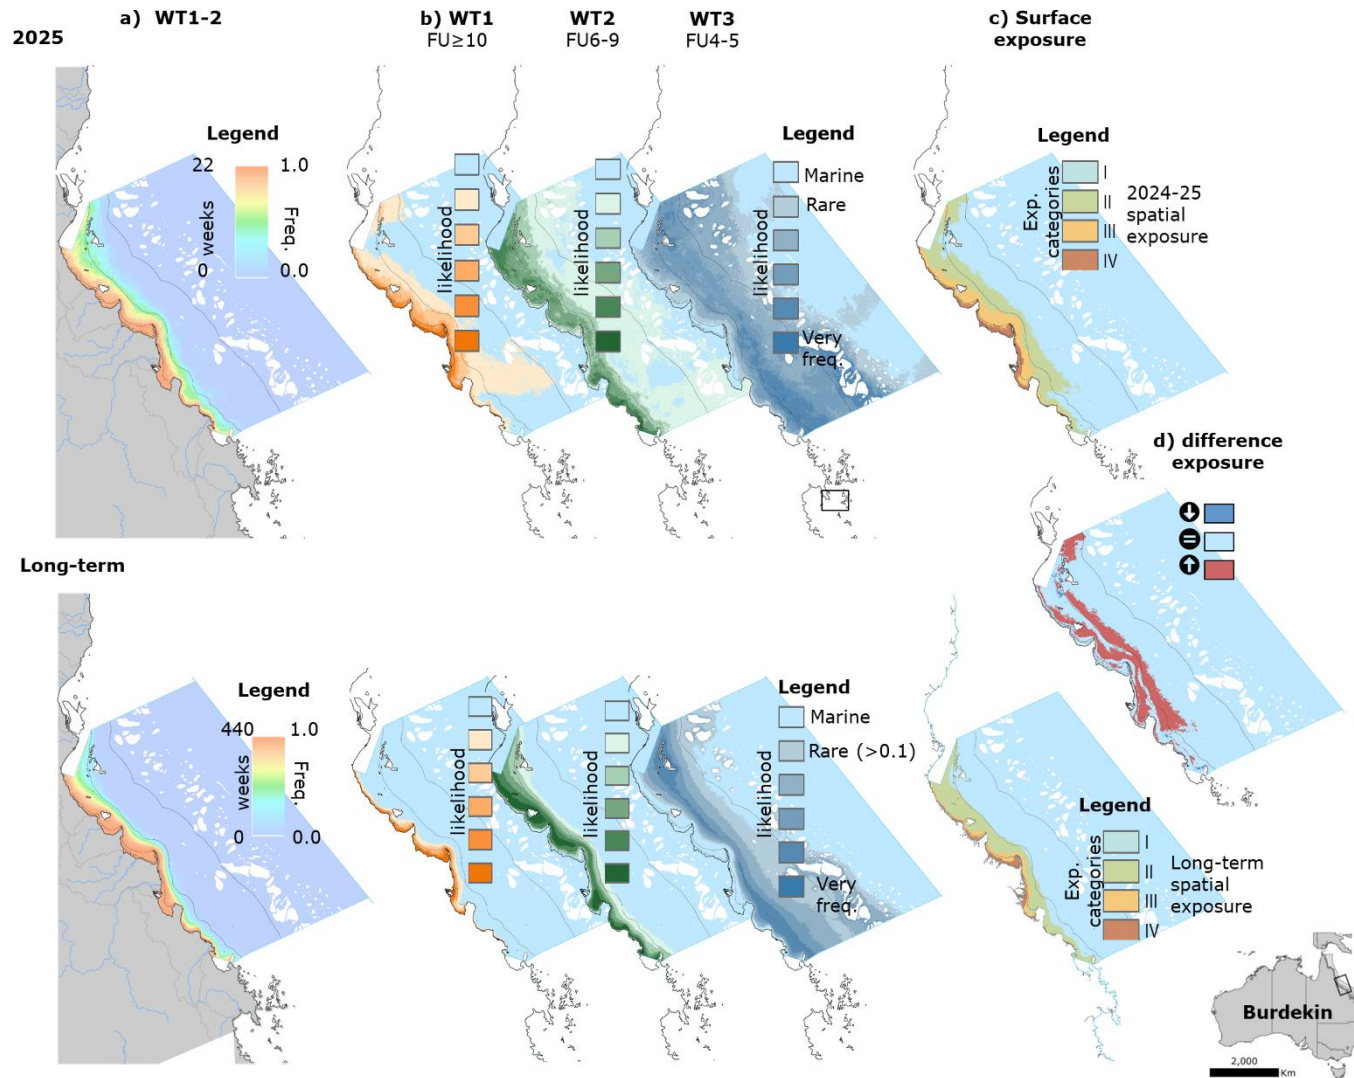 a) WT1-2
b) WT1
FU≥10
WT2
FU6-9
WT3
FU4-5
c) Surface
exposure
2025
Legend
22
1.0
weeks
Freq.
0
0.0
likelihood
likelihood
Legend
Marine
Rare
likelihood
Very
freq.
Legend
Exp.
categories
I
II
III
IV
2024-25
spatial
exposure
d) difference
exposure
Long-term
Legend
440
1.0
weeks
Freq.
0
0.0
likelihood
likelihood
Legend
Marine
Rare (>0.1)
likelihood
Very
freq.
Legend
Exp.
categories
I
II
III
IV
Long-term
spatial
exposure
Burdekin
2,000
Km